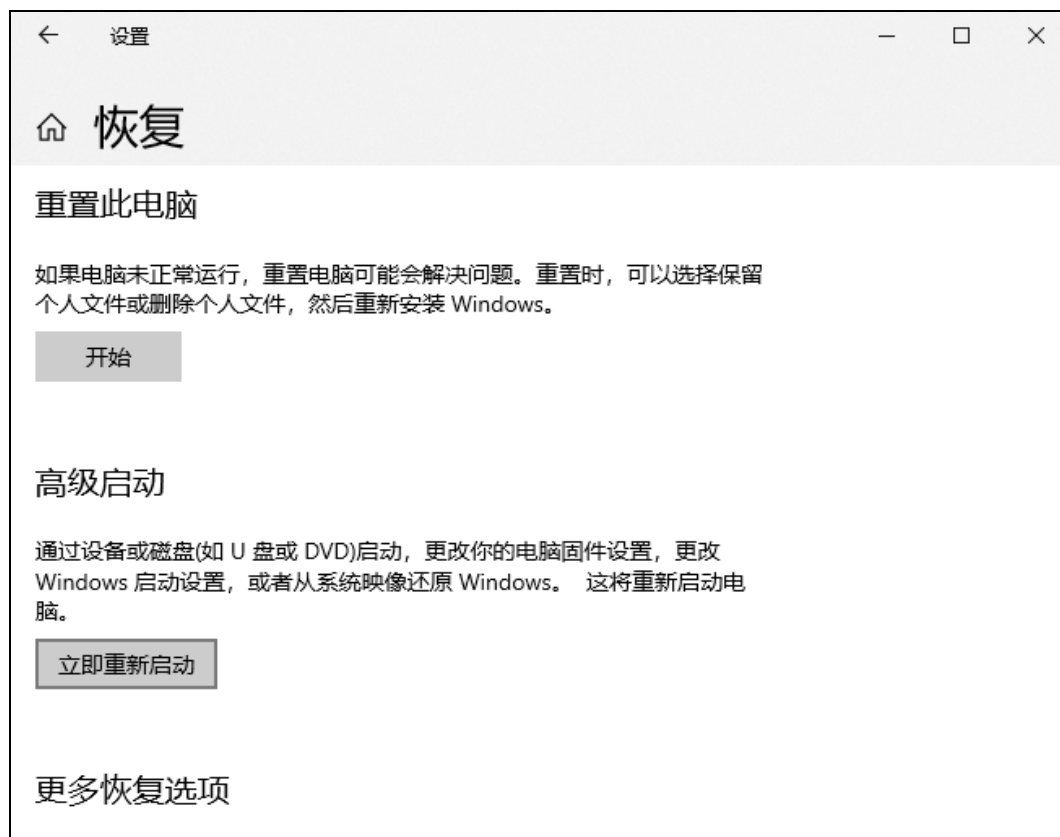 设置
恢复
重置此电脑
如果电脑未正常运行，重置电脑可能会解决问题。重置时，可以选择保留
个人文件或删除个人文件，然后重新安装 Windows。
开始
高级启动
通过设备或磁盘(如 U 盘或 DVD)启动，更改你的电脑固件设置，更改
Windows 启动设置，或者从系统映像还原 Windows。 这将重新启动电
脑。
立即重新启动
更多恢复选项